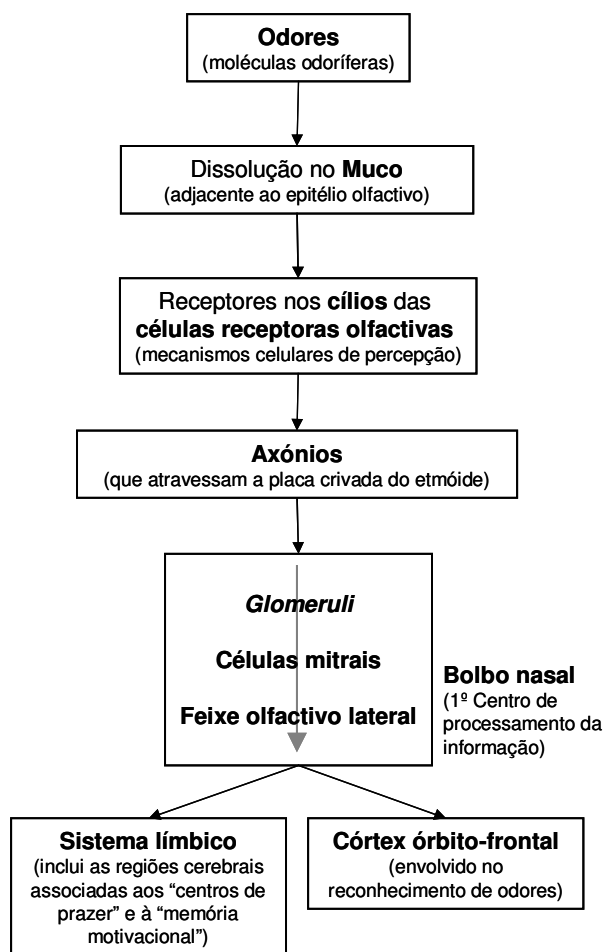 Odores
(moléculas odoríferas)
Dissolução no Muco
(adjacente ao epitélio olfactivo)
Receptores nos cílios das
células receptoras olfactivas
(mecanismos celulares de percepção)
Axónios
(que atravessam a placa crivada do etmóide)
Glomeruli
Células mitrais
Feixe olfactivo lateral
Bolbo nasal
(1º Centro de
processamento da
informação)
Sistema límbico
(inclui as regiões cerebrais
associadas aos “centros de
prazer” e à “memória
motivacional”)
Córtex órbito-frontal
(envolvido no
reconhecimento de odores)